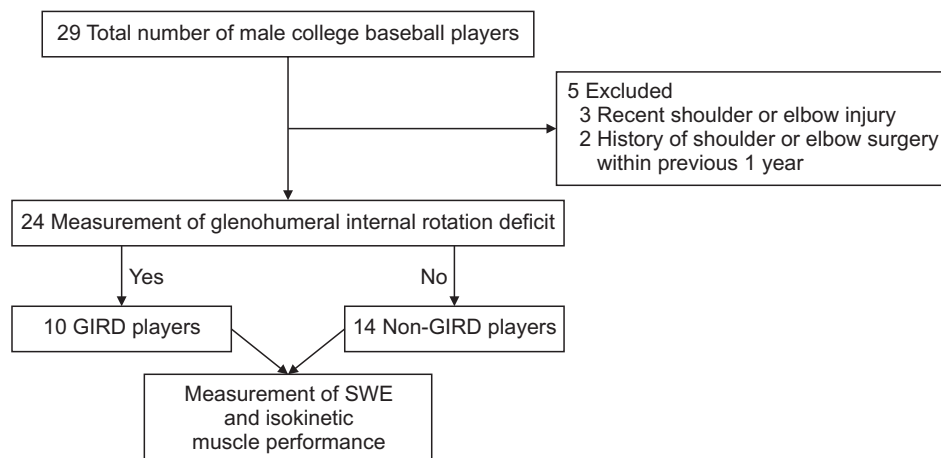 29 Total number of male college baseball players
5 Excluded
3 Recent shoulder or elbow injury
2 History of shoulder or elbow surgery
within previous 1 year
24 Measurement of glenohumeral internal rotation deficit
Yes
No
10 GIRD players
14 Non-GIRD players
Measurement of SWE
and isokinetic
muscle performance